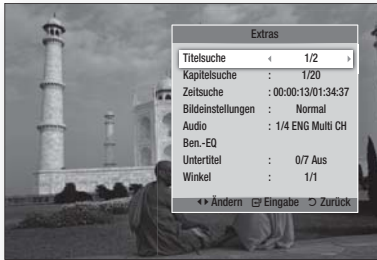 Extras
Titelsuche ◂ 1/2 ▸
Kapitelsuche : 1/20
Zeitsuche : 00:00:13/01:34:37
Bildeinstellungen : Normal
Audio : 1/4 ENG Multi CH
Ben.-EQ
Untertitel : 0/7 Aus
Winkel : 1/1
Ändern Eingabe Zurück